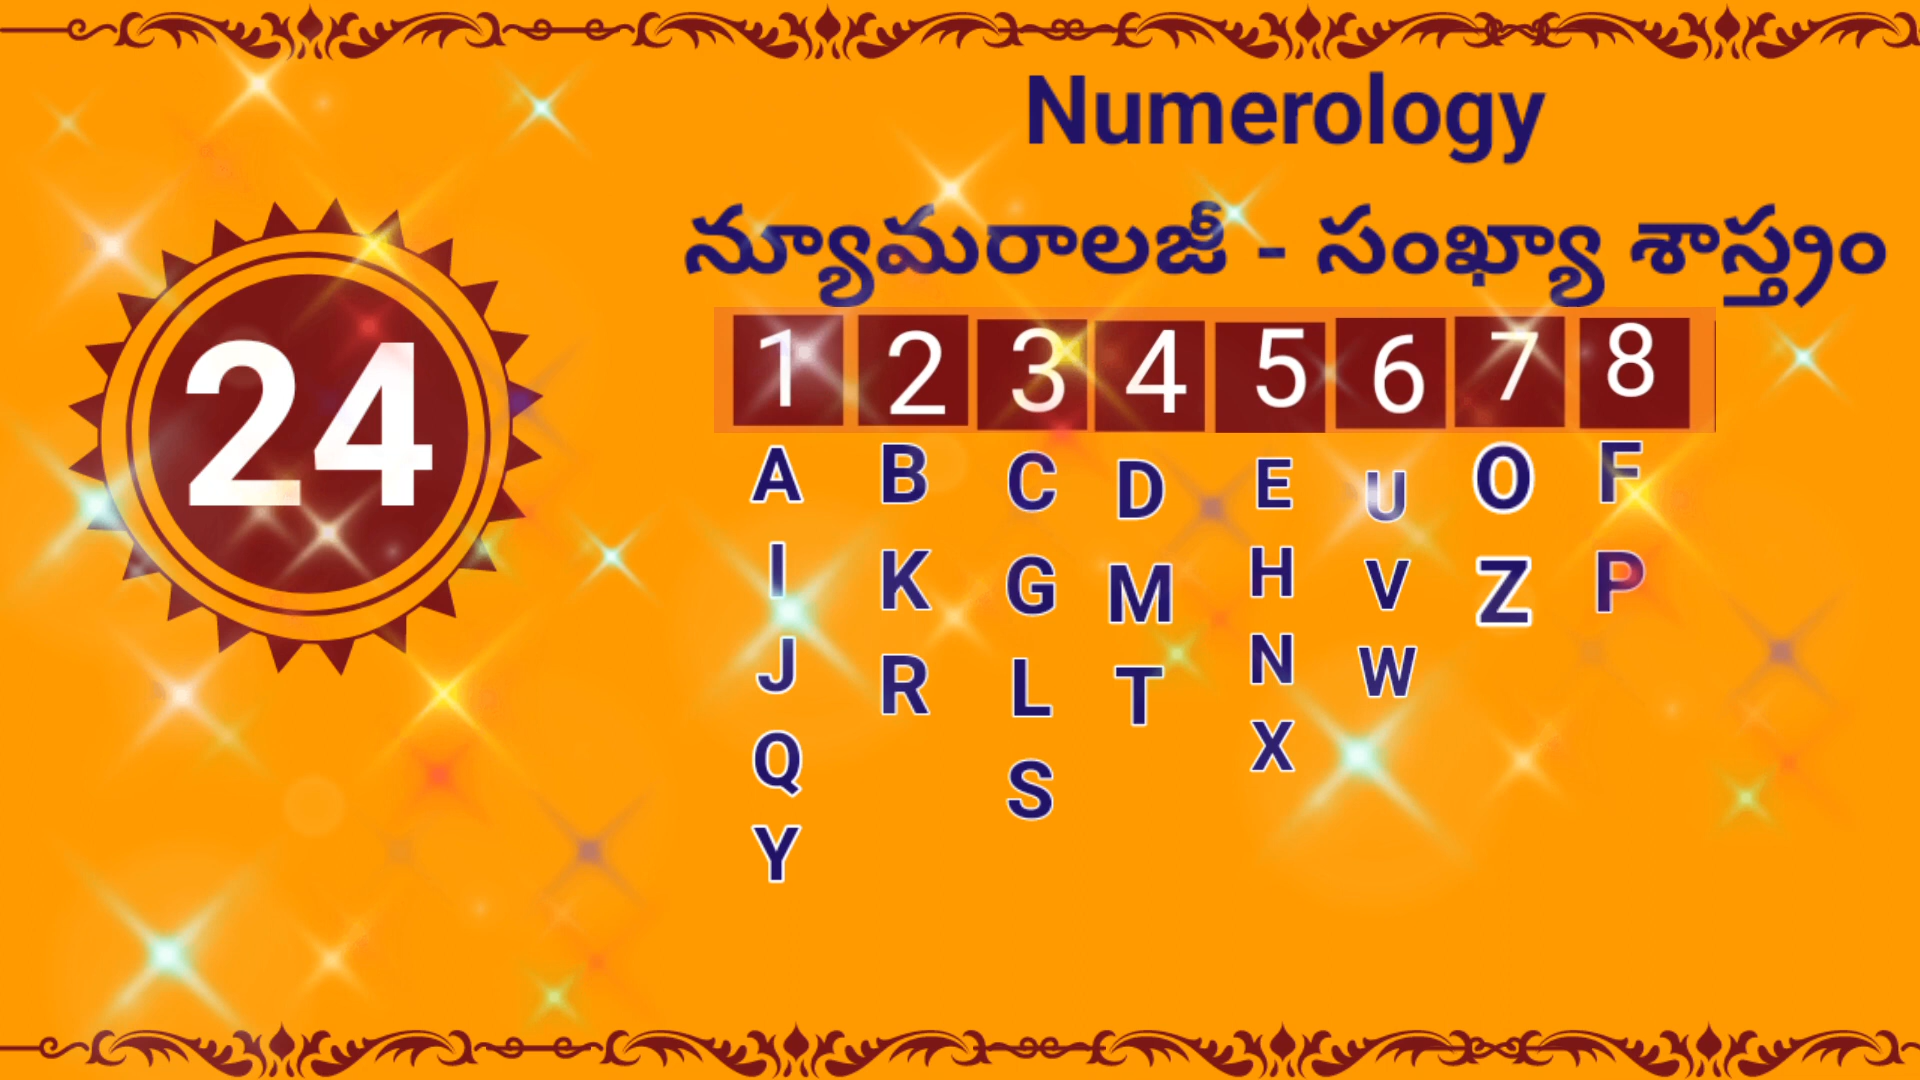 Numerology
న్యూమరాలజీ - సంఖ్యా శాస్త్రం
24
1 2 3 4 5 6 7 8
A B C D E U O F
I K G M H V Z P
J R L T N W
Q S X
Y